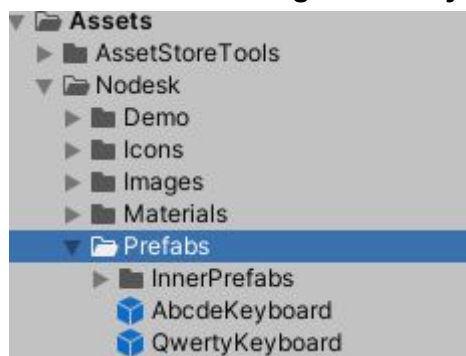 Assets
AssetStoreTools
Nodesk
Demo
Icons
Images
Materials
Prefabs
InnerPrefabs
AbcdeKeyboard
QwertyKeyboard